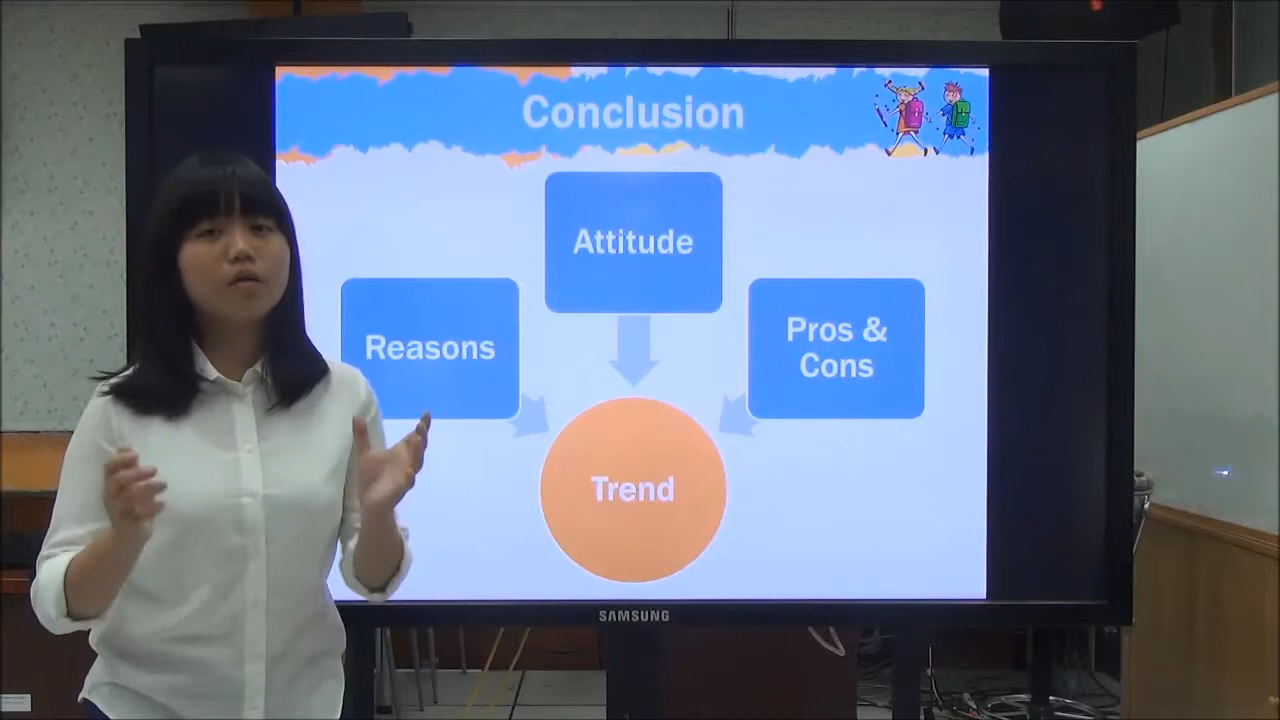 Conclusion
Attitude
Reasons
Pros &
Cons
Trend
SAMSUNG